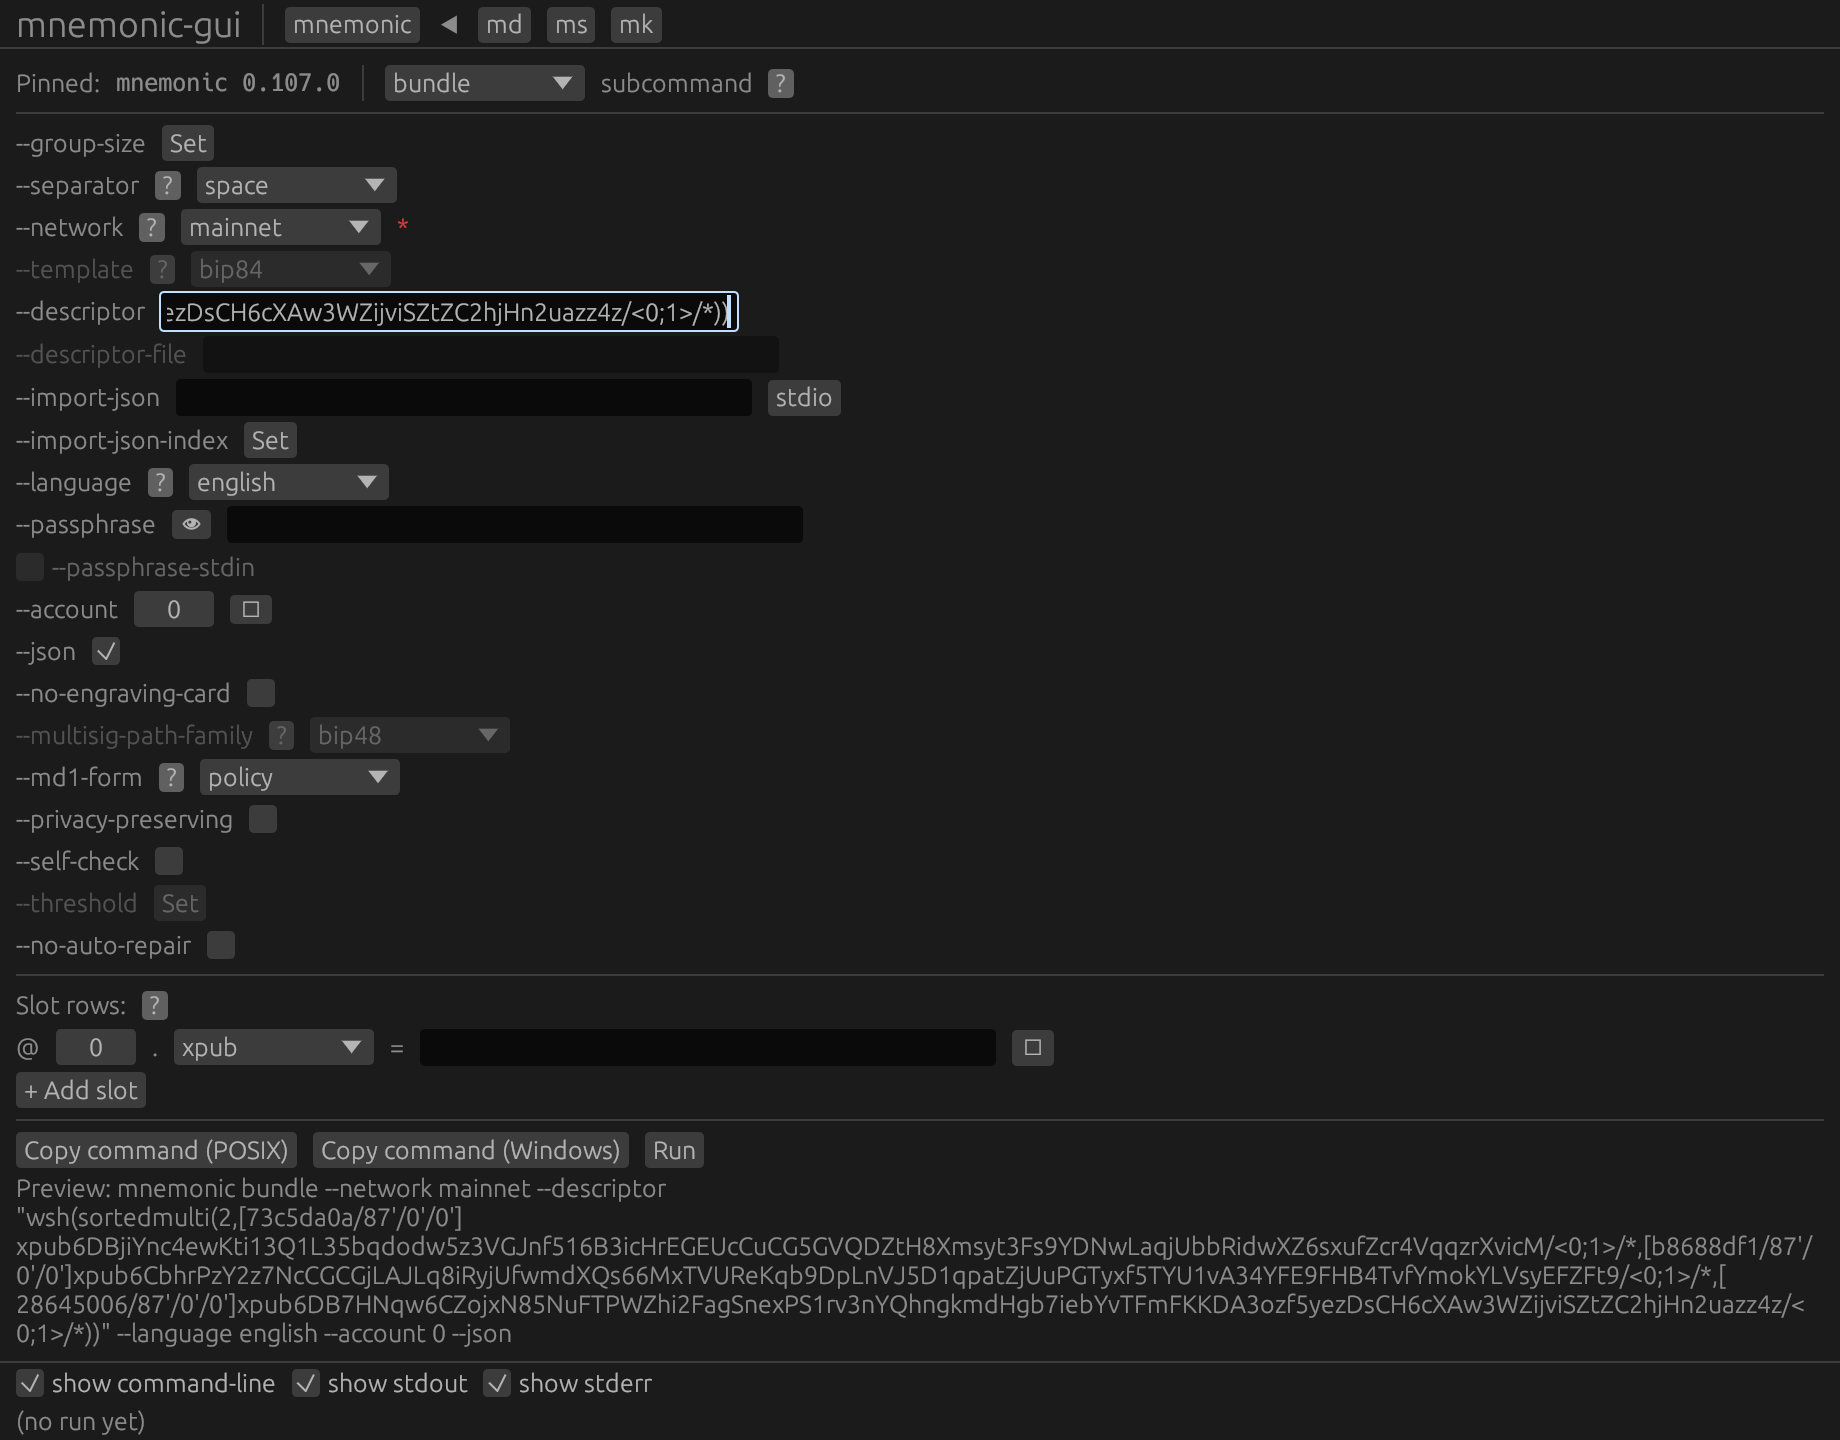 mnemonic-gui mnemonic ◀ md ms mk
Pinned: mnemonic 0.107.0 bundle subcommand ?
--group-size Set
--separator ? space
--network ? mainnet *
--template ? bip84
--descriptor ezDsCH6cXAw3WZijviSZtZC2hjHn2uazz4z/<0;1>/*))
--descriptor-file
--import-json stdio
--import-json-index Set
--language ? english
--passphrase
--passphrase-stdin
--account 0
--json
--no-engraving-card
--multisig-path-family ? bip48
--md1-form ? policy
--privacy-preserving
--self-check
--threshold Set
--no-auto-repair
Slot rows: ?
@ 0 . xpub =
+ Add slot
Copy command (POSIX) Copy command (Windows) Run
Preview: mnemonic bundle --network mainnet --descriptor
"wsh(sortedmulti(2,[73c5da0a/87'/0'/0']
xpub6DBjiYnc4ewKti13Q1L35bqdodw5z3VGJnf516B3icHrEGEUcCuCG5GVQDZtH8Xmsyt3Fs9YDNwLaqjUbbRidwXZ6sxufZcr4VqqzrXvicM/<0;1>/*,[b8688df1/87'/
0'/0']xpub6CbhrPzY2z7NcCGCGjLAJLq8iRyjUfwmdXQs66MxTVUReKqb9DpLnVJ5D1qpatZjUuPGTyxf5TYU1vA34YFE9FHB4TvfYmokYLVsyEFZFt9/<0;1>/*,[
28645006/87'/0'/0']xpub6DB7HNqw6CZojxN85NuFTPWZhi2FagSnexPS1rv3nYQhngkmdHgb7iebYvTFmFKKDA3ozf5yezDsCH6cXAw3WZijviSZtZC2hjHn2uazz4z/<
0;1>/*))" --language english --account 0 --json
show command-line show stdout show stderr
(no run yet)